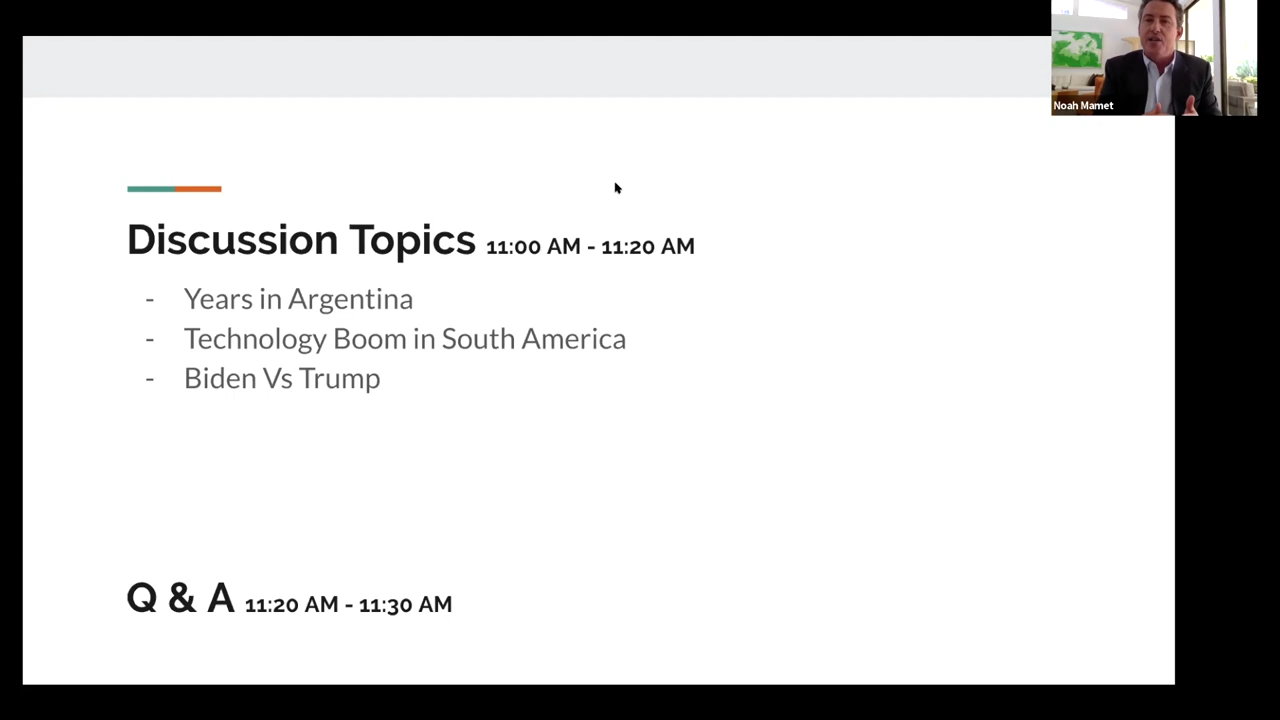 Noah Mamet
Discussion Topics 11:00 AM - 11:20 AM
- Years in Argentina
- Technology Boom in South America
- Biden Vs Trump
Q & A 11:20 AM - 11:30 AM